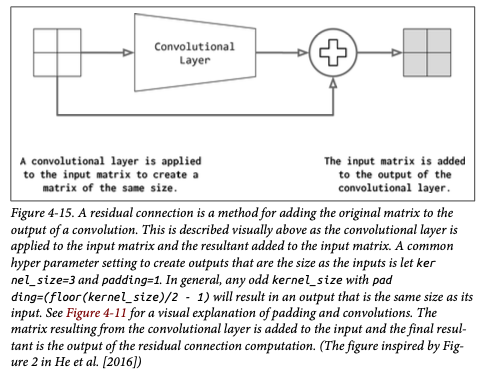 Convolutional
Layer
A convolutional layer is applied
to the input matrix to create a
matrix of the same size.
The input matrix is added
to the output of the
convolutional layer.
Figure 4-15. A residual connection is a method for adding the original matrix to the
output of a convolution. This is described visually above as the convolutional layer is
applied to the input matrix and the resultant added to the input matrix. A common
hyper parameter setting to create outputs that are the size as the inputs is let ker
nel_size=3 and padding=1. In general, any odd kernel_size with pad
ding=(floor(kernel_size)/2 - 1) will result in an output that is the same size as its
input. See Figure 4-11 for a visual explanation of padding and convolutions. The
matrix resulting from the convolutional layer is added to the input and the final resul-
tant is the output of the residual connection computation. (The figure inspired by Fig-
ure 2 in He et al. [2016])